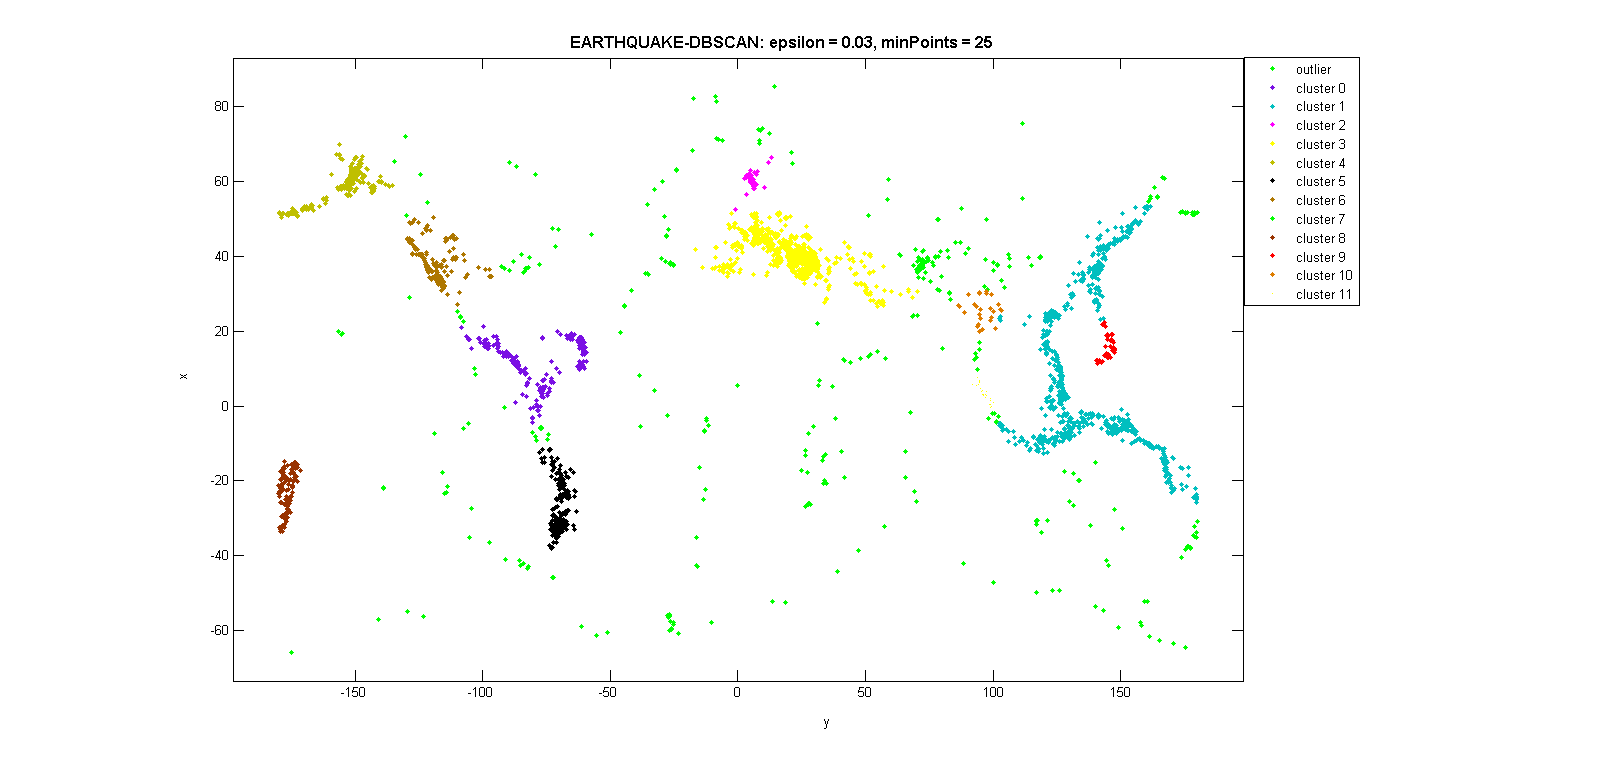 EARTHQUAKE-DBSCAN: epsilon = 0.03, minPoints = 25
outlier
cluster 0
cluster 1
cluster 2
cluster 3
cluster 4
cluster 5
cluster 6
cluster 7
cluster 8
cluster 9
cluster 10
cluster 11
80
60
40
20
0
-20
-40
-60
x
-150
-100
-50
0
50
100
150
y